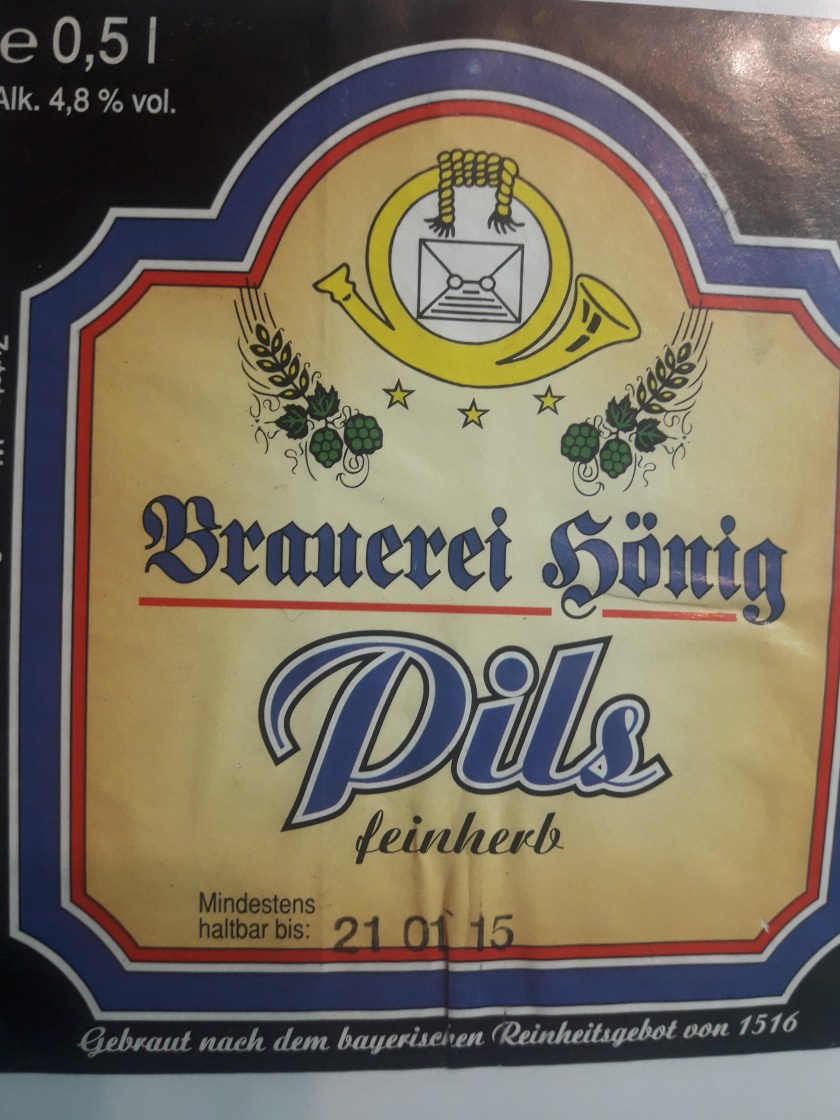 e 0,5 l
Alk. 4,8 % vol.
Brauerei Hönig
Pils
feinherb
Mindestens
haltbar bis: 21 01 15
Gebraut nach dem bayerischen Reinheitsgebot von 1516